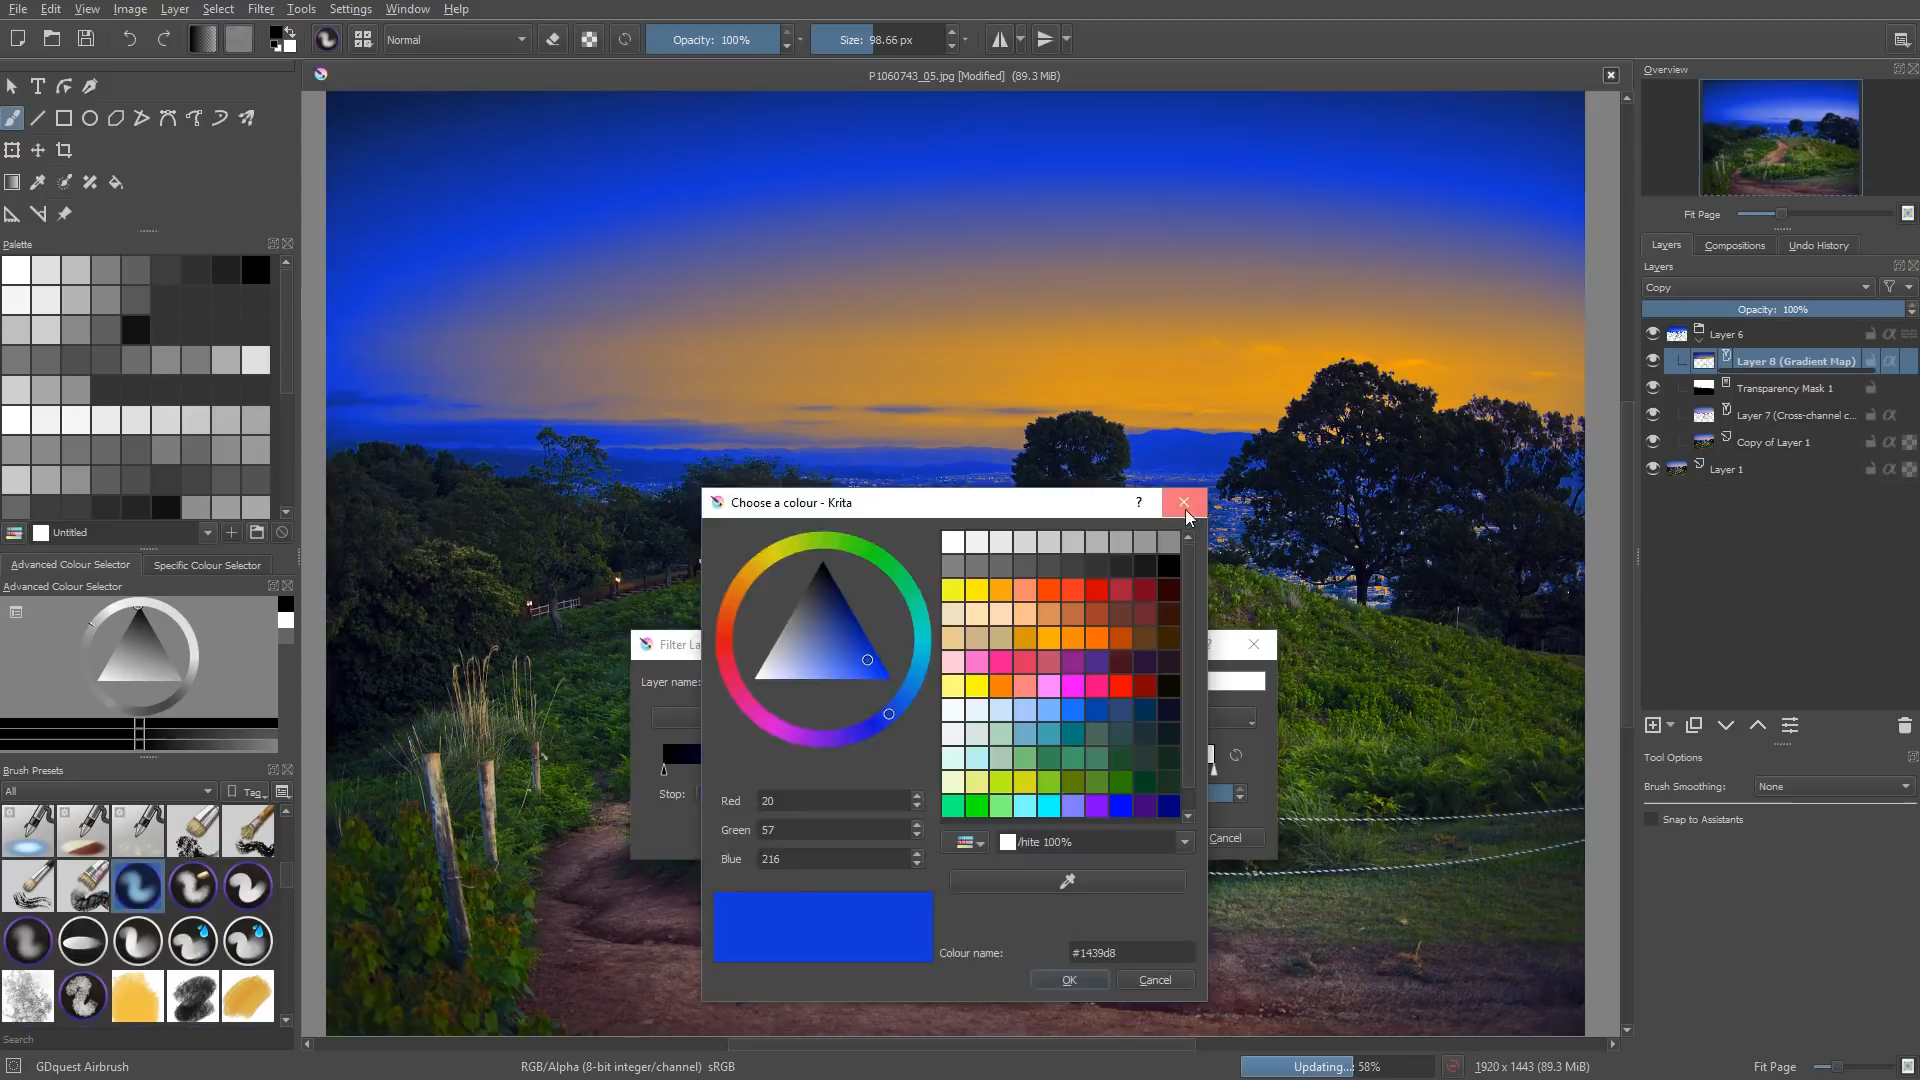 File Edit View Image Layer Select Filter Tools Settings Window Help
Normal
Opacity: 100%
Size: 98.66 px
P1060743_05.jpg [Modified] (89.3 MiB)
Overview
Fit Page
Palette
Untitled
Advanced Colour Selector
Specific Colour Selector
Advanced Colour Selector
Brush Presets
All
Tag
Search
GDquest Airbrush
RGB/Alpha (8-bit integer/channel) sRGB
Updating...: 58%
1920 x 1443 (89.3 MiB)
Fit Page
Layers
Compositions
Undo History
Layers
Copy
Opacity: 100%
Layer 6
Layer 8 (Gradient Map)
Transparency Mask 1
Layer 7 (Cross-channel c...
Copy of Layer 1
Layer 1
Tool Options
Brush Smoothing:
None
Snap to Assistants
Filter La
?
Layer name:
Stop:
Cancel
Choose a colour - Krita
?
Red
20
Green
57
Blue
216
/hite 100%
Colour name:
#1439d8
OK
Cancel